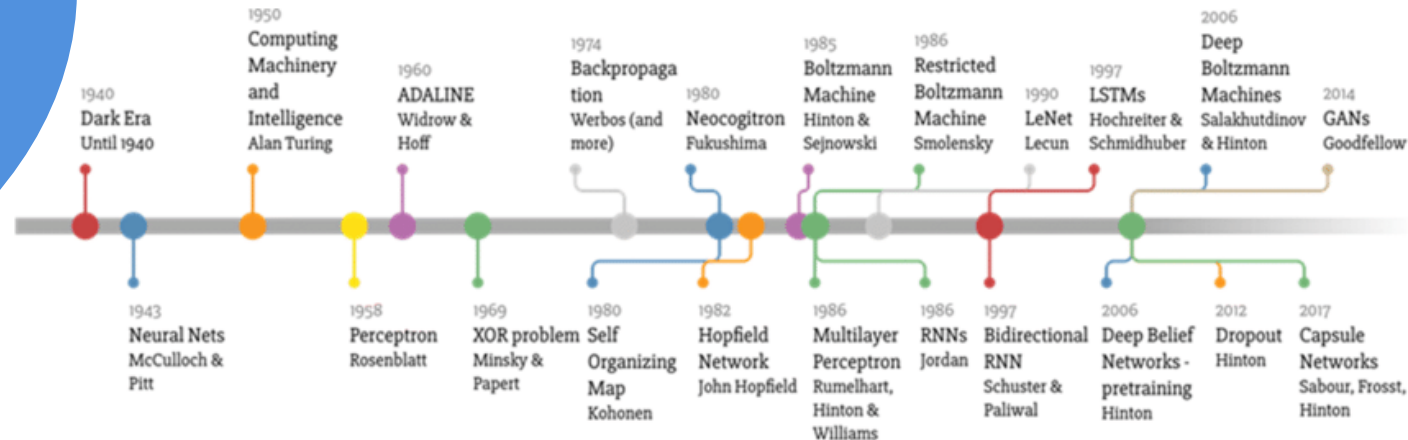 1940
Dark Era
Until 1940
1950
Computing
Machinery
and
Intelligence
Alan Turing
1960
ADALINE
Widrow &
Hoff
1974
Backpropaga
tion
Werbos (and
more)
1980
Neocogitron
Fukushima
1985
Boltzmann
Machine
Hinton &
Sejnowski
1986
Restricted
Boltzmann
Machine
Smolensky
1990
LeNet
Lecun
1997
LSTMs
Hochreiter &
Schmidhuber
2006
Deep
Boltzmann
Machines
Salakhutdinov
& Hinton
2014
GANs
Goodfellow
1943
Neural Nets
McCulloch &
Pitt
1958
Perceptron
Rosenblatt
1969
XOR problem
Minsky &
Papert
1980
Self
Organizing
Map
Kohonen
1982
Hopfield
Network
John Hopfield
1986
Multilayer
Perceptron
Rumelhart,
Hinton &
Williams
1986
RNNs
Jordan
1997
Bidirectional
RNN
Schuster &
Paliwal
2006
Deep Belief
Networks -
pretraining
Hinton
2012
Dropout
Hinton
2017
Capsule
Networks
Sabour, Frosst,
Hinton